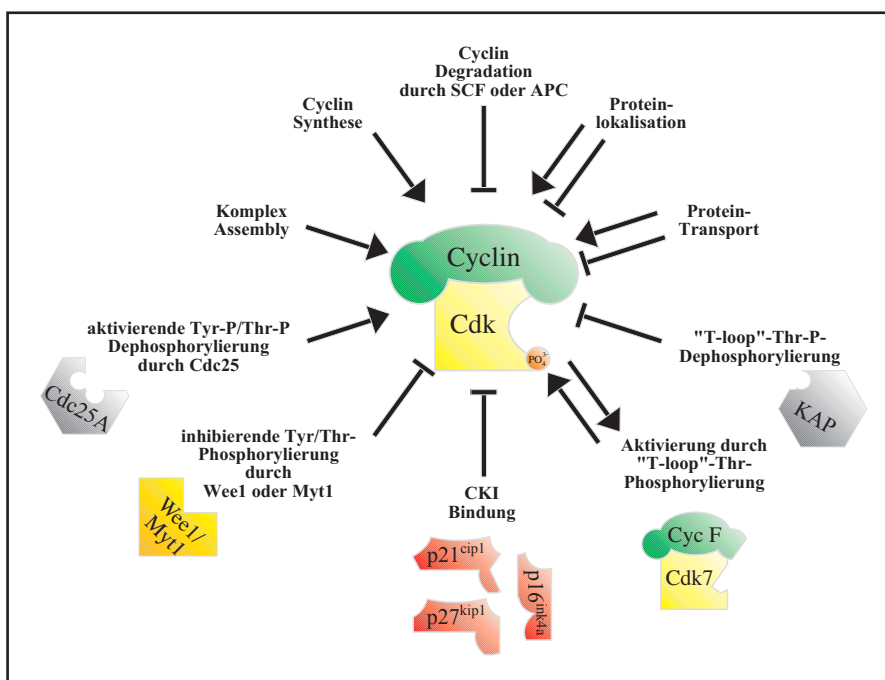 Cyclin
Degradation
durch SCF oder APC
Protein-
lokalisation
Cyclin
Synthese
Komplex
Assembly
Protein-
Transport
Cyclin
Cdk
PO₄³⁻
aktivierende Tyr-P/Thr-P
Dephosphorylierung
durch Cdc25
Cdc25A
"T-loop"-Thr-P-
Dephosphorylierung
KAP
inhibierende Tyr/Thr-
Phosphorylierung
durch
Wee1 oder Myt1
Wee1/
Myt1
Aktivierung durch
"T-loop"-Thr-
Phosphorylierung
CKI
Bindung
p21cip1
p27kip1
p16ink4a
Cyc F
Cdk7